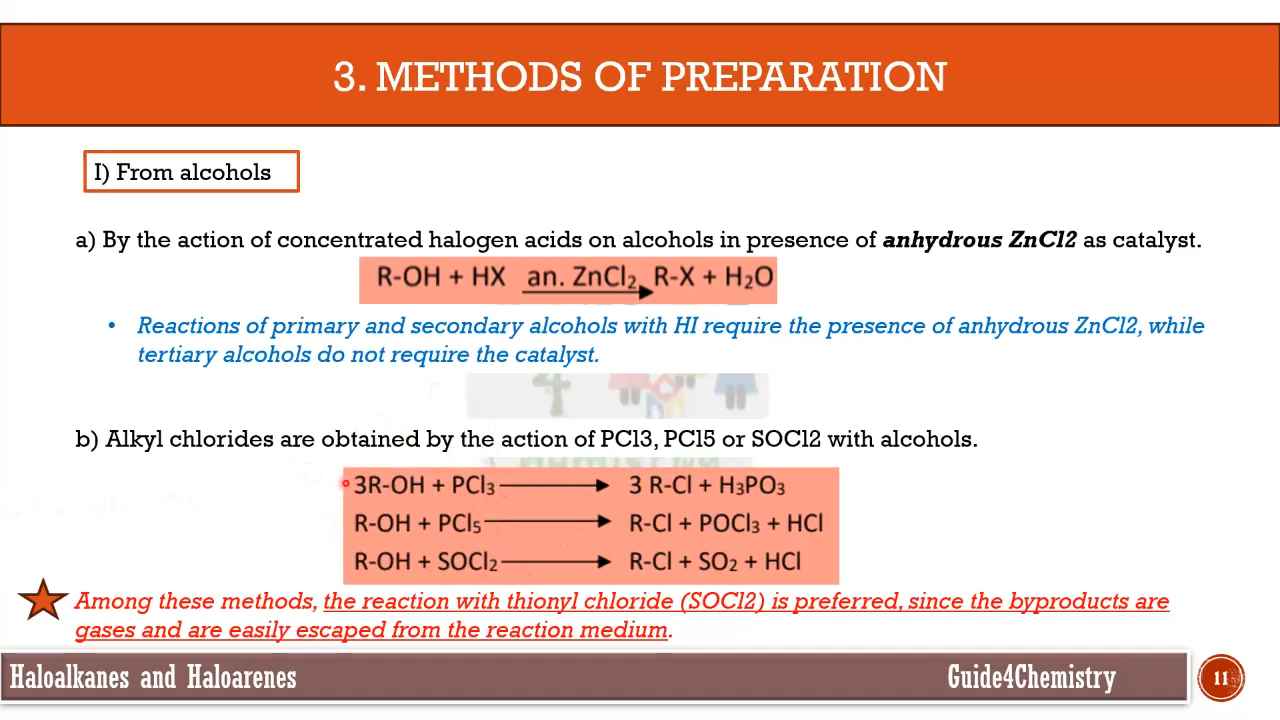 3. METHODS OF PREPARATION
I) From alcohols
a) By the action of concentrated halogen acids on alcohols in presence of anhydrous ZnCl2 as catalyst.
R-OH + HX an. ZnCl₂ R-X + H₂O
• Reactions of primary and secondary alcohols with HI require the presence of anhydrous ZnCl2, while
tertiary alcohols do not require the catalyst.
b) Alkyl chlorides are obtained by the action of PCl3, PCl5 or SOCl2 with alcohols.
3R-OH + PCl₃ ⟶ 3 R-Cl + H₃PO₃
R-OH + PCl₅ ⟶ R-Cl + POCl₃ + HCl
R-OH + SOCl₂ ⟶ R-Cl + SO₂ + HCl
Among these methods, the reaction with thionyl chloride (SOCl2) is preferred, since the byproducts are
gases and are easily escaped from the reaction medium.
Haloalkanes and Haloarenes
Guide4Chemistry
11